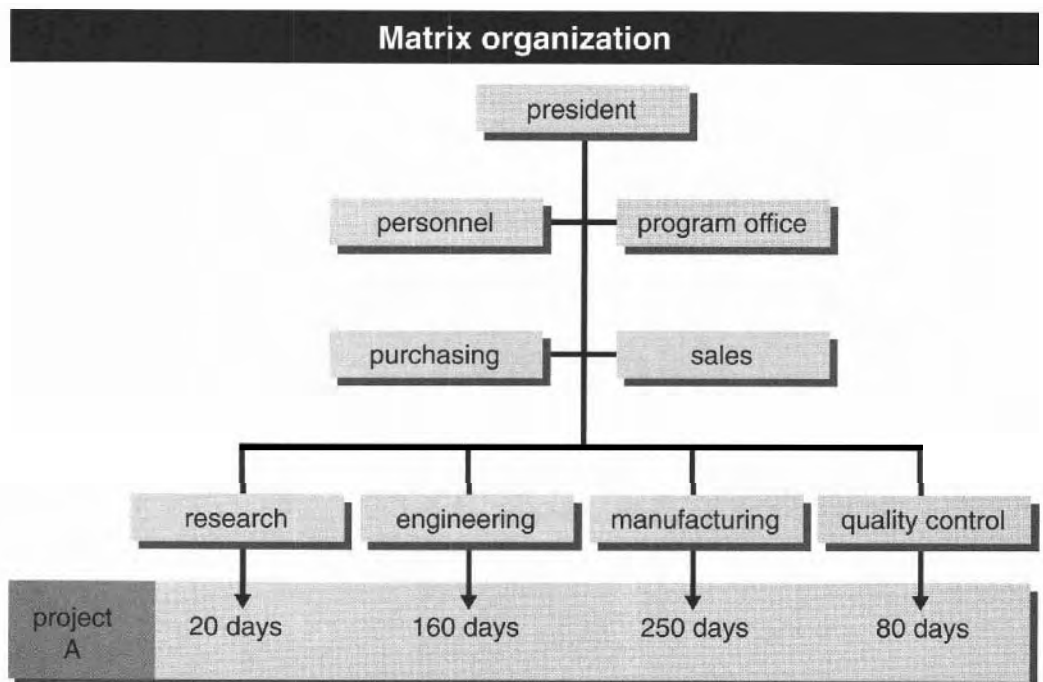 Matrix organization
president
personnel
program office
purchasing
sales
research
engineering
manufacturing
quality control
project
A
20 days
160 days
250 days
80 days